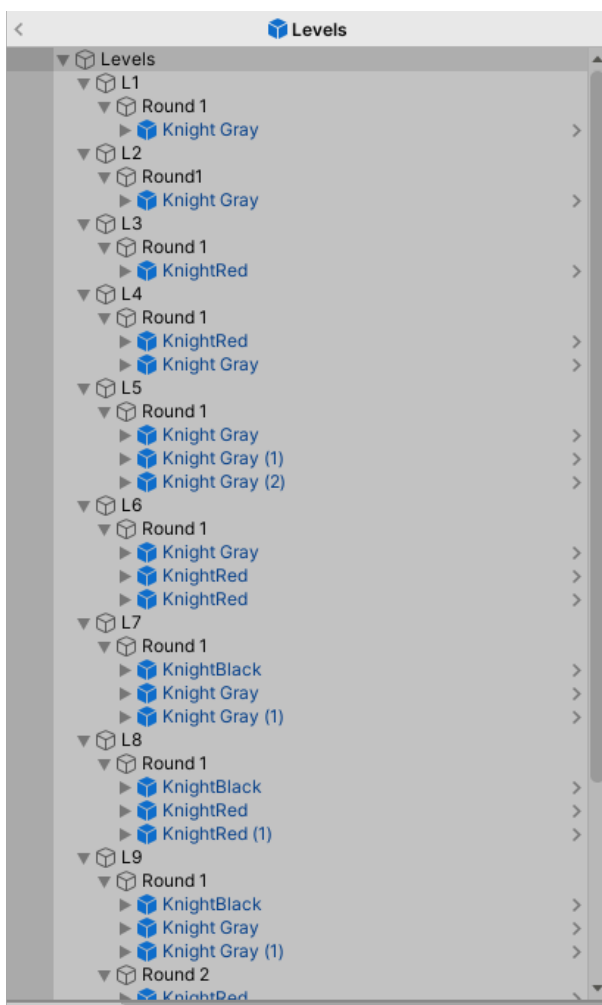 Levels
Levels
L1
Round 1
Knight Gray
L2
Round1
Knight Gray
L3
Round 1
KnightRed
L4
Round 1
KnightRed
Knight Gray
L5
Round 1
Knight Gray
Knight Gray (1)
Knight Gray (2)
L6
Round 1
Knight Gray
KnightRed
KnightRed
L7
Round 1
KnightBlack
Knight Gray
Knight Gray (1)
L8
Round 1
KnightBlack
KnightRed
KnightRed (1)
L9
Round 1
KnightBlack
Knight Gray
Knight Gray (1)
Round 2
KnightRed